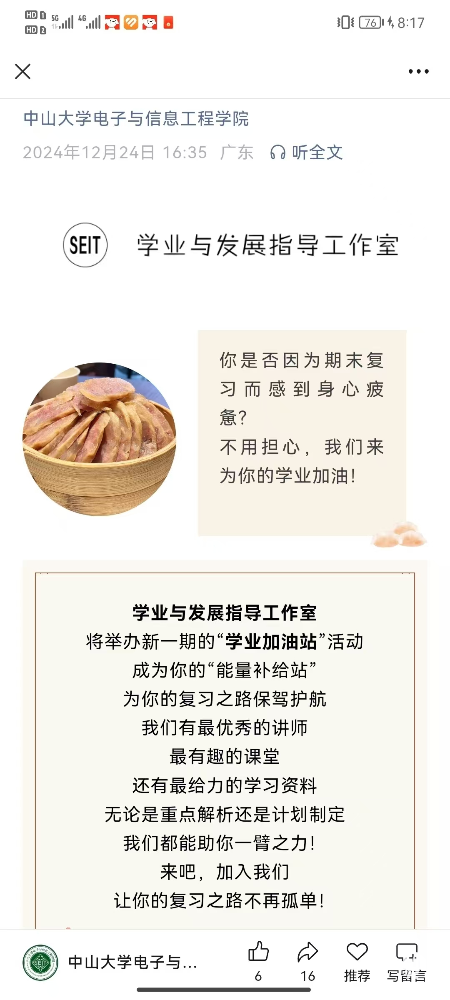 HD 1 5G 4G 76 8:17
HD 2
中山大学电子与信息工程学院
2024年12月24日 16:35 广东 听全文
SEIT 学业与发展指导工作室
你是否因为期末复
习而感到身心疲
惫？
不用担心，我们来
为你的学业加油！
学业与发展指导工作室
将举办新一期的“学业加油站”活动
成为你的“能量补给站”
为你的复习之路保驾护航
我们有最优秀的讲师
最有趣的课堂
还有最给力的学习资料
无论是重点解析还是计划制定
我们都能助你一臂之力！
来吧，加入我们
让你的复习之路不再孤单！
SEIT 中山大学电子与...
6 16 推荐 写留言